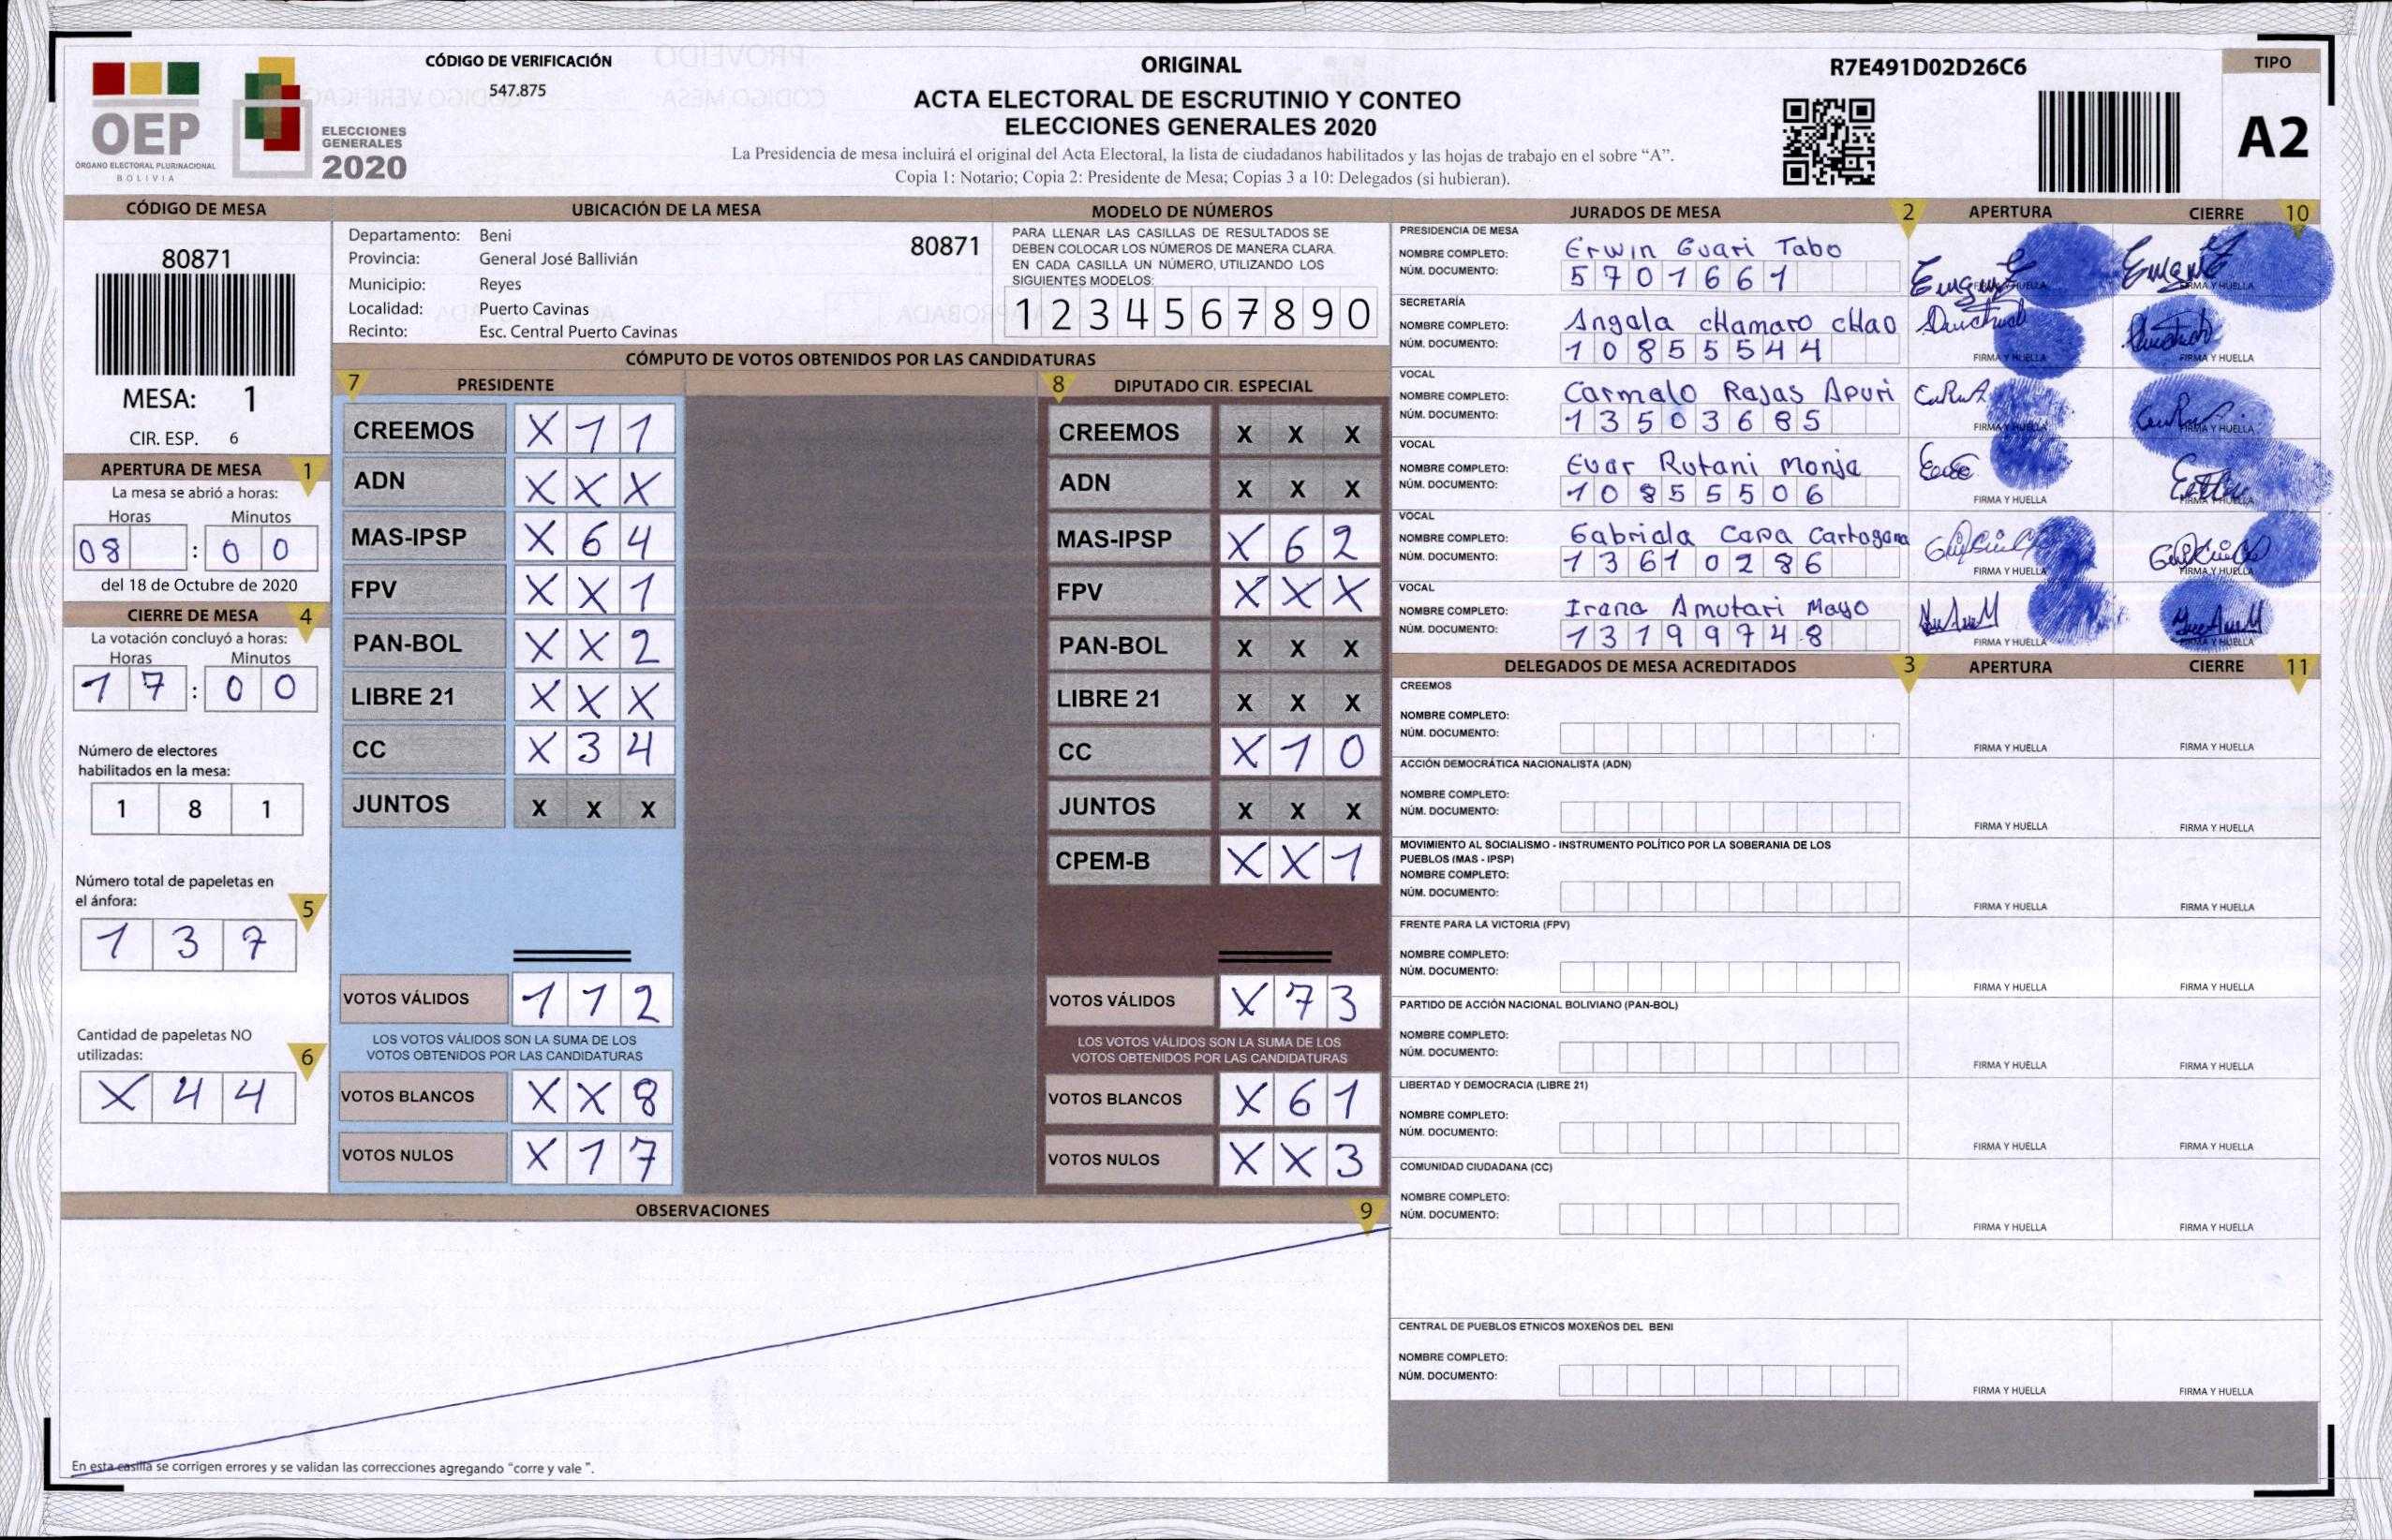 CÓDIGO DE VERIFICACIÓN
547.875
OEP
ÓRGANO ELECTORAL PLURINACIONAL
BOLIVIA
ELECCIONES
GENERALES
2020
ORIGINAL
ACTA ELECTORAL DE ESCRUTINIO Y CONTEO
ELECCIONES GENERALES 2020
La Presidencia de mesa incluirá el original del Acta Electoral, la lista de ciudadanos habilitados y las hojas de trabajo en el sobre “A”.
Copia 1: Notario; Copia 2: Presidente de Mesa; Copias 3 a 10: Delegados (si hubieran).
R7E491D02D26C6
TIPO
A2
CÓDIGO DE MESA
80871
MESA: 1
CIR. ESP. 6
APERTURA DE MESA 1
La mesa se abrió a horas:
Horas Minutos
08 : 0 0
del 18 de Octubre de 2020
CIERRE DE MESA 4
La votación concluyó a horas:
Horas Minutos
1 7 : 0 0
Número de electores
habilitados en la mesa:
1 8 1
Número total de papeletas en
el ánfora: 5
1 3 7
Cantidad de papeletas NO
utilizadas: 6
X 4 4
UBICACIÓN DE LA MESA
Departamento: Beni 80871
Provincia: General José Ballivián
Municipio: Reyes
Localidad: Puerto Cavinas
Recinto: Esc. Central Puerto Cavinas
MODELO DE NÚMEROS
PARA LLENAR LAS CASILLAS DE RESULTADOS SE
DEBEN COLOCAR LOS NÚMEROS DE MANERA CLARA.
EN CADA CASILLA UN NÚMERO, UTILIZANDO LOS
SIGUIENTES MODELOS:
1 2 3 4 5 6 7 8 9 0
CÓMPUTO DE VOTOS OBTENIDOS POR LAS CANDIDATURAS
7 PRESIDENTE
CREEMOS X 1 1
ADN X X X
MAS-IPSP X 6 4
FPV X X 1
PAN-BOL X X 2
LIBRE 21 X X X
CC X 3 4
JUNTOS X X X
VOTOS VÁLIDOS 1 1 2
LOS VOTOS VÁLIDOS SON LA SUMA DE LOS
VOTOS OBTENIDOS POR LAS CANDIDATURAS
VOTOS BLANCOS X X 8
VOTOS NULOS X 1 7
8 DIPUTADO CIR. ESPECIAL
CREEMOS X X X
ADN X X X
MAS-IPSP X 6 2
FPV X X X
PAN-BOL X X X
LIBRE 21 X X X
CC X 1 0
JUNTOS X X X
CPEM-B X X 1
VOTOS VÁLIDOS X 7 3
LOS VOTOS VÁLIDOS SON LA SUMA DE LOS
VOTOS OBTENIDOS POR LAS CANDIDATURAS
VOTOS BLANCOS X 6 1
VOTOS NULOS X X 3
OBSERVACIONES 9
En esta casilla se corrigen errores y se validan las correcciones agregando “corre y vale ”.
JURADOS DE MESA 2 APERTURA CIERRE 10
PRESIDENCIA DE MESA
NOMBRE COMPLETO: Erwin Guari Tabo
NÚM. DOCUMENTO: 5701661
FIRMA Y HUELLA FIRMA Y HUELLA
SECRETARÍA
NOMBRE COMPLETO: Angala cHamaro cHao
NÚM. DOCUMENTO: 10855544
FIRMA Y HUELLA FIRMA Y HUELLA
VOCAL
NOMBRE COMPLETO: Carmalo Rajas Apuri
NÚM. DOCUMENTO: 13503685
FIRMA Y HUELLA FIRMA Y HUELLA
VOCAL
NOMBRE COMPLETO: Evar Rutani Monja
NÚM. DOCUMENTO: 10855506
FIRMA Y HUELLA FIRMA Y HUELLA
VOCAL
NOMBRE COMPLETO: Gabriala Capa Cartagana
NÚM. DOCUMENTO: 13610286
FIRMA Y HUELLA FIRMA Y HUELLA
VOCAL
NOMBRE COMPLETO: Irana Amutari Mayo
NÚM. DOCUMENTO: 13199748
FIRMA Y HUELLA FIRMA Y HUELLA
DELEGADOS DE MESA ACREDITADOS 3 APERTURA CIERRE 11
CREEMOS
NOMBRE COMPLETO:
NÚM. DOCUMENTO:
FIRMA Y HUELLA FIRMA Y HUELLA
ACCIÓN DEMOCRÁTICA NACIONALISTA (ADN)
NOMBRE COMPLETO:
NÚM. DOCUMENTO:
FIRMA Y HUELLA FIRMA Y HUELLA
MOVIMIENTO AL SOCIALISMO - INSTRUMENTO POLÍTICO POR LA SOBERANIA DE LOS
PUEBLOS (MAS - IPSP)
NOMBRE COMPLETO:
NÚM. DOCUMENTO:
FIRMA Y HUELLA FIRMA Y HUELLA
FRENTE PARA LA VICTORIA (FPV)
NOMBRE COMPLETO:
NÚM. DOCUMENTO:
FIRMA Y HUELLA FIRMA Y HUELLA
PARTIDO DE ACCIÓN NACIONAL BOLIVIANO (PAN-BOL)
NOMBRE COMPLETO:
NÚM. DOCUMENTO:
FIRMA Y HUELLA FIRMA Y HUELLA
LIBERTAD Y DEMOCRACIA (LIBRE 21)
NOMBRE COMPLETO:
NÚM. DOCUMENTO:
FIRMA Y HUELLA FIRMA Y HUELLA
COMUNIDAD CIUDADANA (CC)
NOMBRE COMPLETO:
NÚM. DOCUMENTO:
FIRMA Y HUELLA FIRMA Y HUELLA
CENTRAL DE PUEBLOS ETNICOS MOXEÑOS DEL BENI
NOMBRE COMPLETO:
NÚM. DOCUMENTO:
FIRMA Y HUELLA FIRMA Y HUELLA